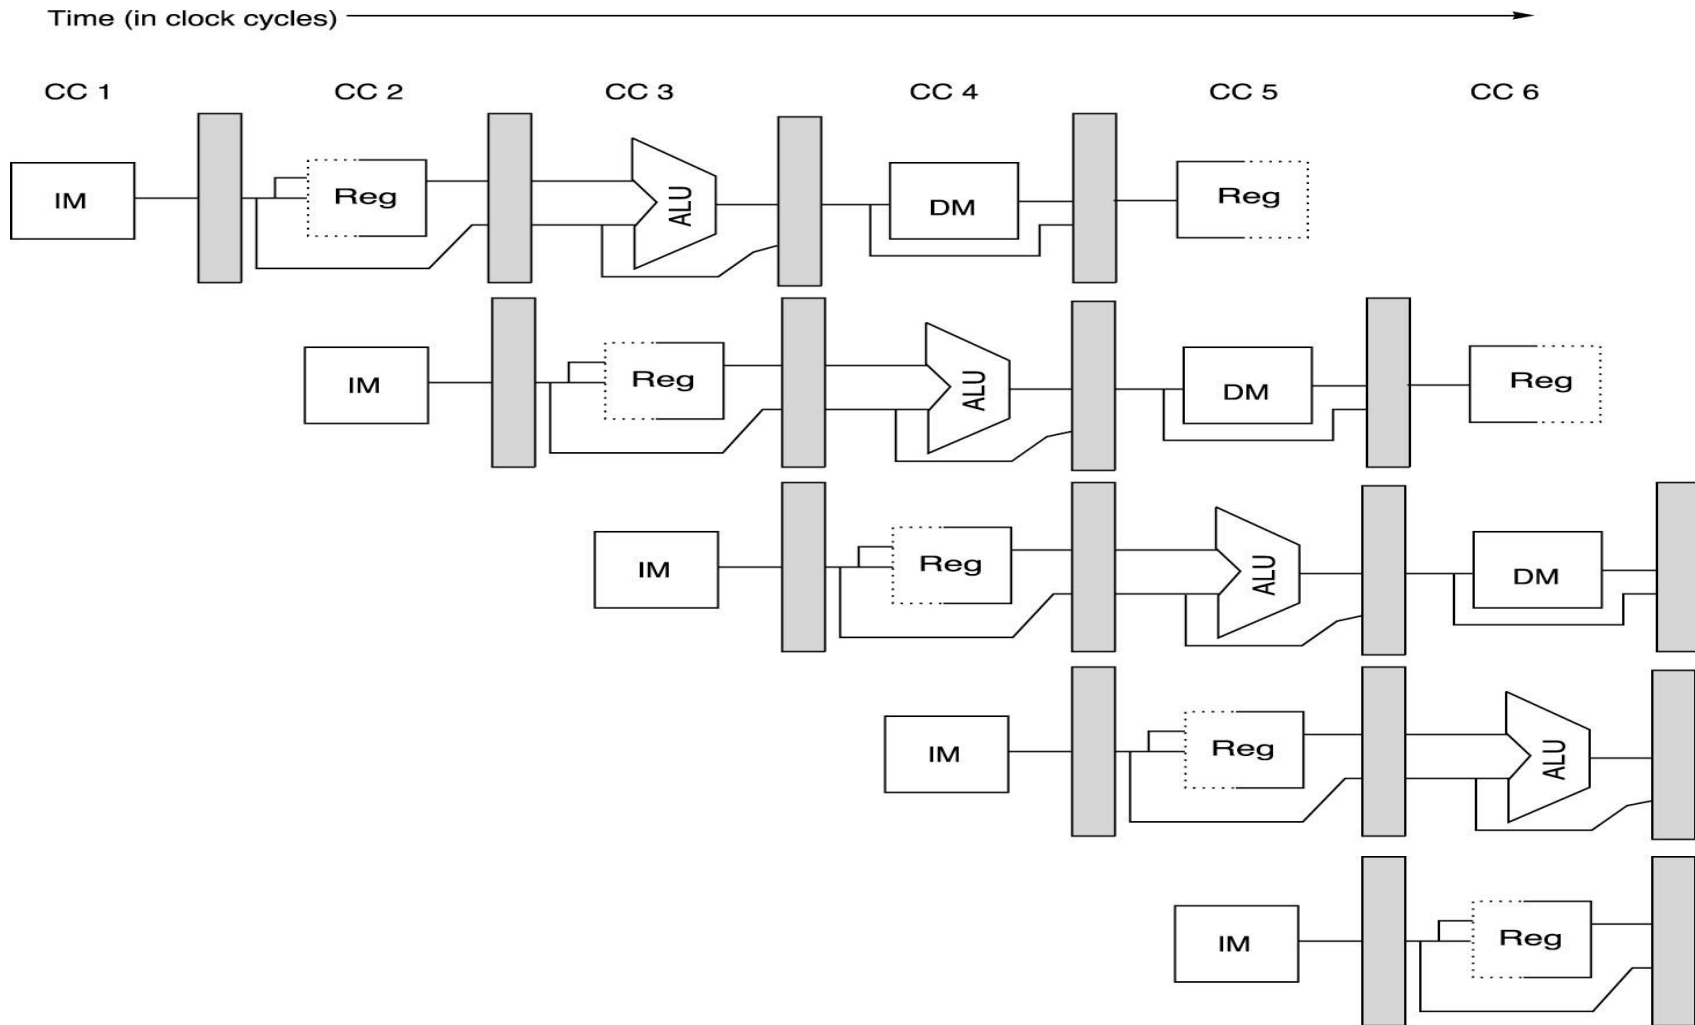 Time (in clock cycles)
CC 1 CC 2 CC 3 CC 4 CC 5 CC 6
IM Reg ALU DM Reg
IM Reg ALU DM Reg
IM Reg ALU DM
IM Reg ALU
IM Reg